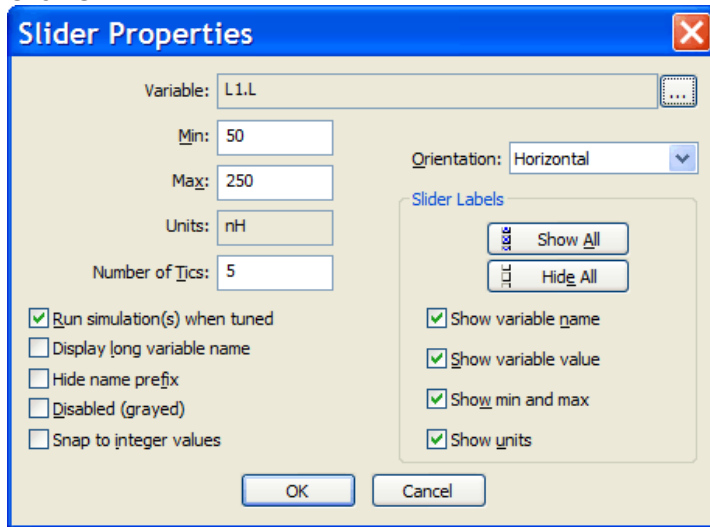 Slider Properties
Variable: L1.L ...
Min: 50
Orientation: Horizontal
Max: 250
Slider Labels
Units: nH
Show All
Number of Tics: 5
Hide All
Run simulation(s) when tuned
Show variable name
Display long variable name
Show variable value
Hide name prefix
Disabled (grayed)
Show min and max
Snap to integer values
Show units
OK Cancel